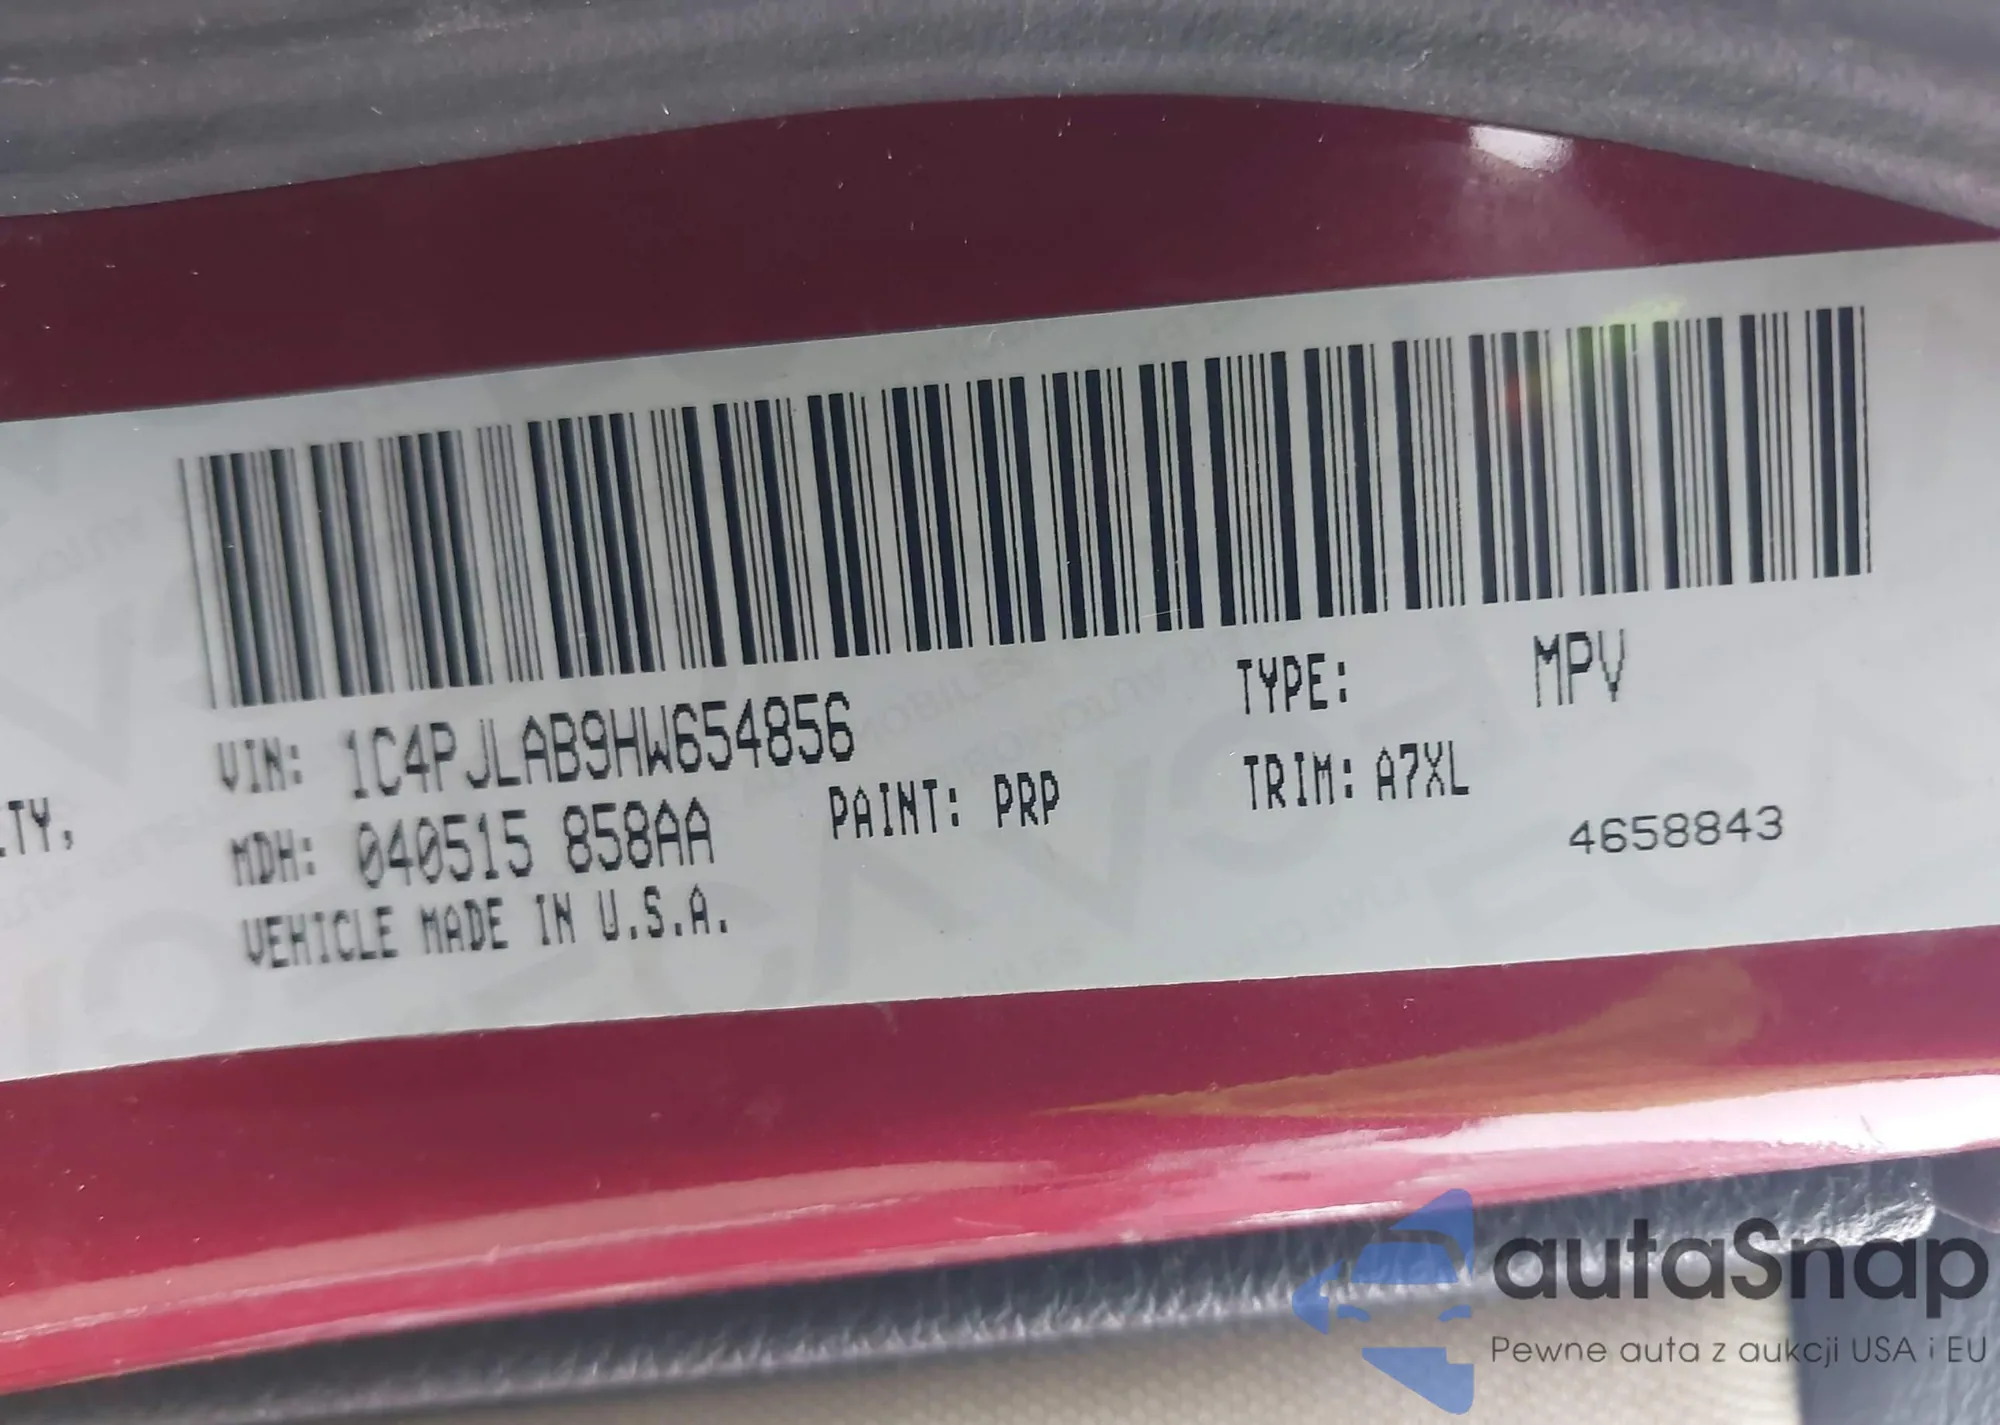 VIN: 1C4PJLAB9HW654856
TYPE: MPV
MDH: 040515 858AA
PAINT: PRP
TRIM: A7XL
4658843
VEHICLE MADE IN U.S.A.
autaSnap
Pewne auta z aukcji USA i EU